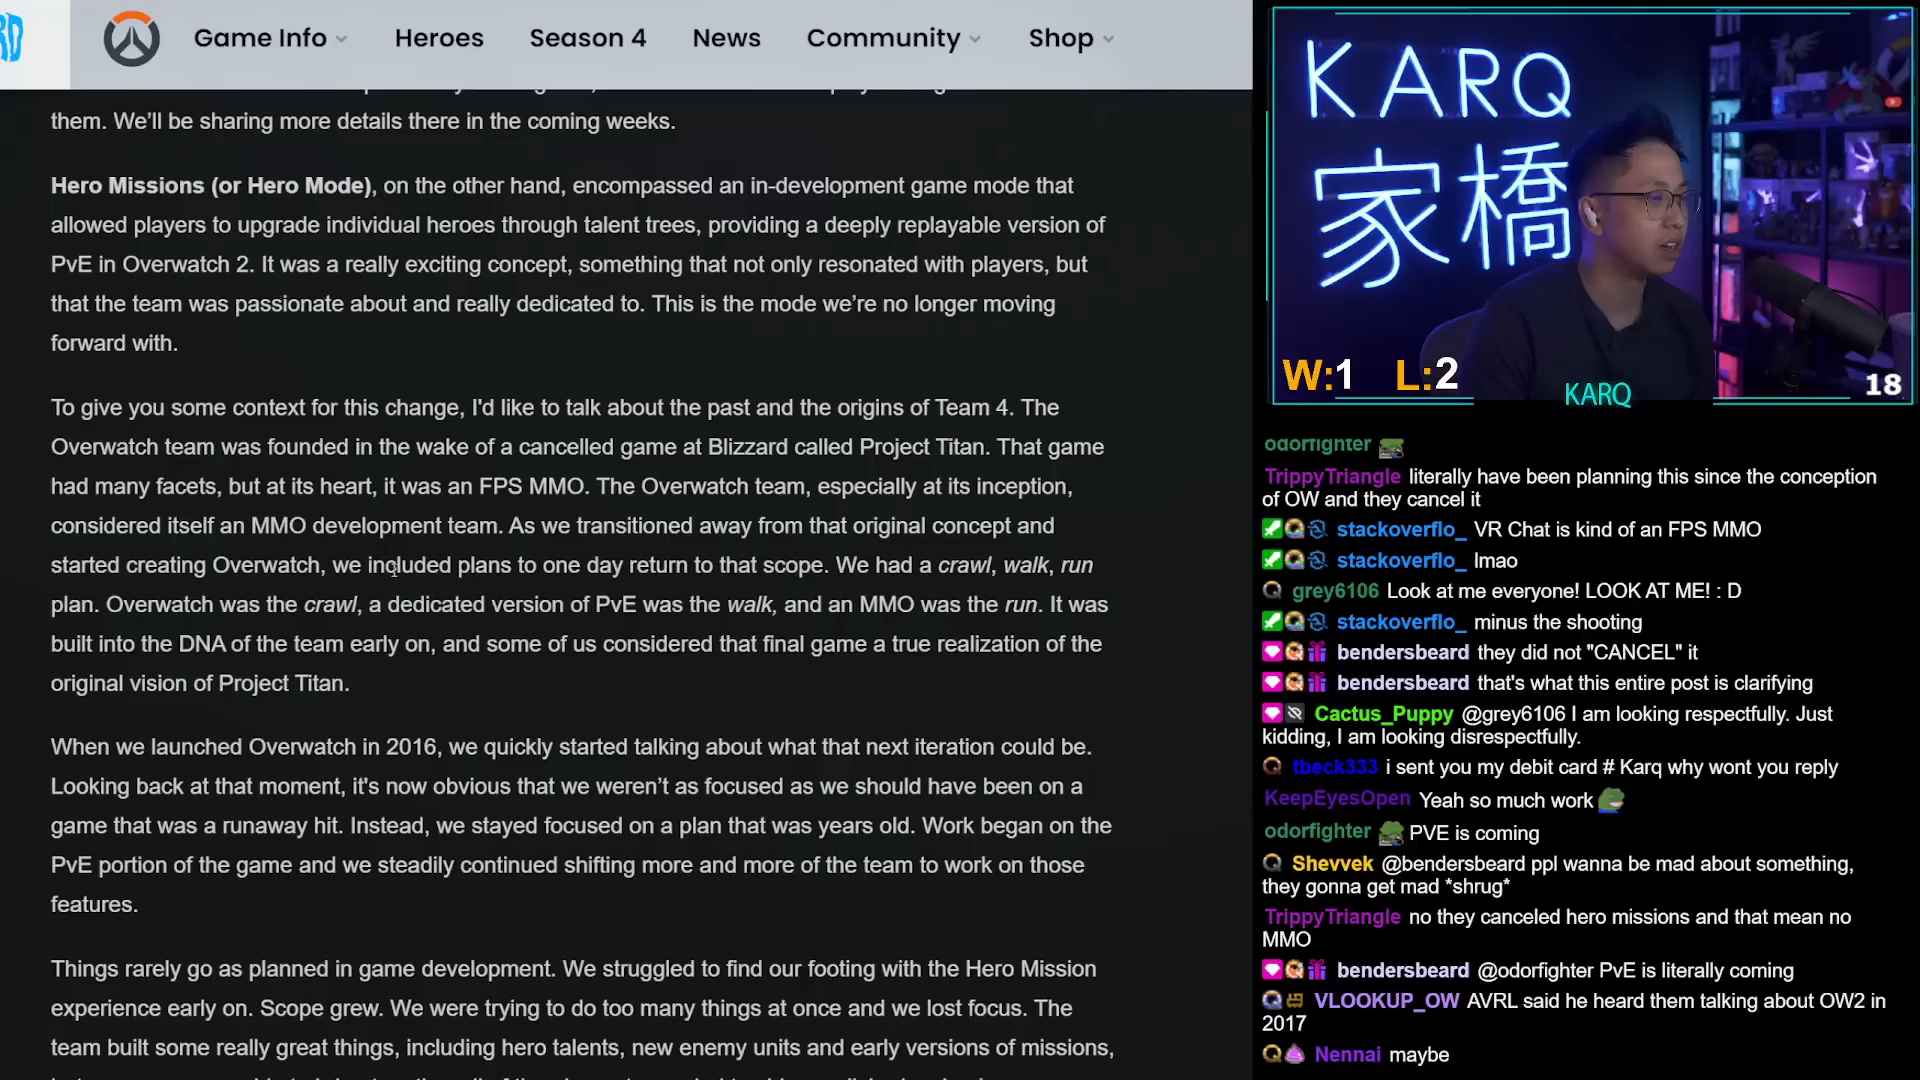 RD
Game Info
Heroes
Season 4
News
Community
Shop
them. We’ll be sharing more details there in the coming weeks.
Hero Missions (or Hero Mode), on the other hand, encompassed an in-development game mode that
allowed players to upgrade individual heroes through talent trees, providing a deeply replayable version of
PvE in Overwatch 2. It was a really exciting concept, something that not only resonated with players, but
that the team was passionate about and really dedicated to. This is the mode we’re no longer moving
forward with.
To give you some context for this change, I'd like to talk about the past and the origins of Team 4. The
Overwatch team was founded in the wake of a cancelled game at Blizzard called Project Titan. That game
had many facets, but at its heart, it was an FPS MMO. The Overwatch team, especially at its inception,
considered itself an MMO development team. As we transitioned away from that original concept and
started creating Overwatch, we included plans to one day return to that scope. We had a crawl, walk, run
plan. Overwatch was the crawl, a dedicated version of PvE was the walk, and an MMO was the run. It was
built into the DNA of the team early on, and some of us considered that final game a true realization of the
original vision of Project Titan.
When we launched Overwatch in 2016, we quickly started talking about what that next iteration could be.
Looking back at that moment, it's now obvious that we weren’t as focused as we should have been on a
game that was a runaway hit. Instead, we stayed focused on a plan that was years old. Work began on the
PvE portion of the game and we steadily continued shifting more and more of the team to work on those
features.
Things rarely go as planned in game development. We struggled to find our footing with the Hero Mission
experience early on. Scope grew. We were trying to do too many things at once and we lost focus. The
team built some really great things, including hero talents, new enemy units and early versions of missions,
KARQ
家橋
W:1 L:2
KARQ
18
odorfighter
TrippyTriangle literally have been planning this since the conception
of OW and they cancel it
stackoverflo_ VR Chat is kind of an FPS MMO
stackoverflo_ lmao
grey6106 Look at me everyone! LOOK AT ME! : D
stackoverflo_ minus the shooting
bendersbeard they did not "CANCEL" it
bendersbeard that's what this entire post is clarifying
Cactus_Puppy @grey6106 I am looking respectfully. Just
kidding, I am looking disrespectfully.
tbeck333 i sent you my debit card # Karq why wont you reply
KeepEyesOpen Yeah so much work
odorfighter PVE is coming
Shevvek @bendersbeard ppl wanna be mad about something,
they gonna get mad *shrug*
TrippyTriangle no they canceled hero missions and that mean no
MMO
bendersbeard @odorfighter PvE is literally coming
VLOOKUP_OW AVRL said he heard them talking about OW2 in
2017
Nennai maybe